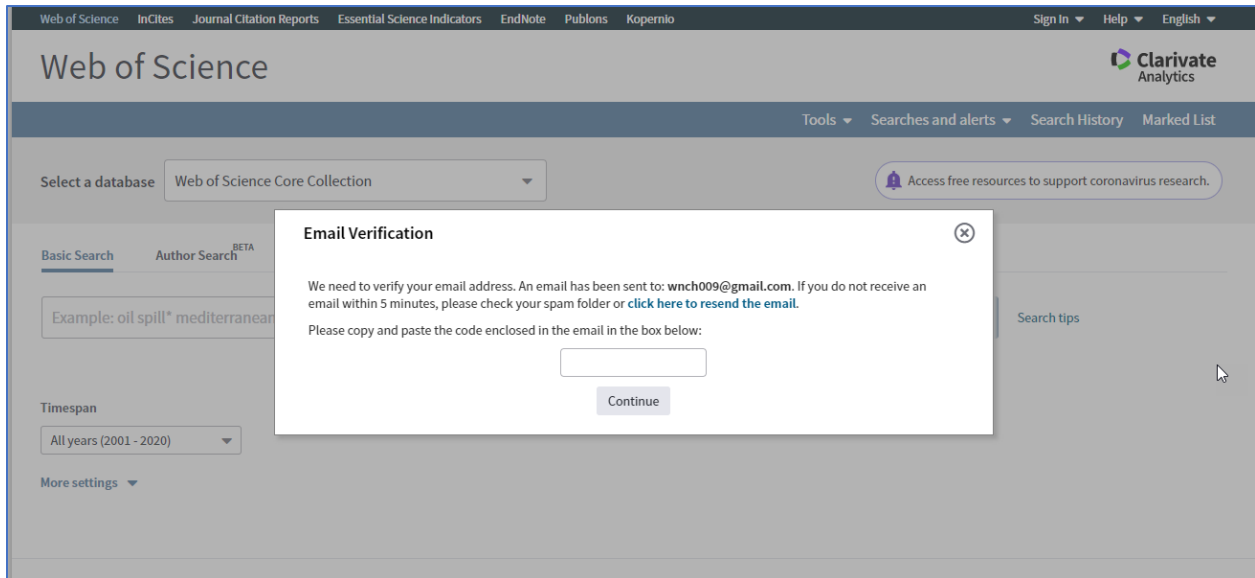 Web of Science InCites Journal Citation Reports Essential Science Indicators EndNote Publons Kopernio Sign In Help English
Web of Science
Clarivate
Analytics
Tools Searches and alerts Search History Marked List
Select a database Web of Science Core Collection
Access free resources to support coronavirus research.
Email Verification
Basic Search Author Search BETA
We need to verify your email address. An email has been sent to: wnch009@gmail.com. If you do not receive an
email within 5 minutes, please check your spam folder or click here to resend the email.
Example: oil spill* mediterranean
Search tips
Please copy and paste the code enclosed in the email in the box below:
Continue
Timespan
All years (2001 - 2020)
More settings